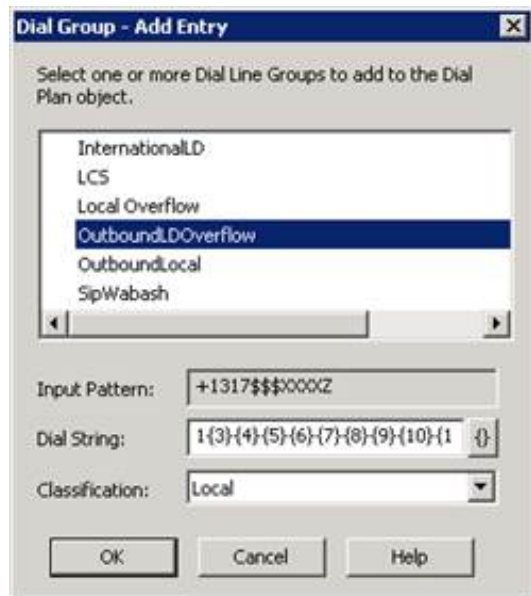 Dial Group - Add Entry
Select one or more Dial Line Groups to add to the Dial
Plan object.
InternationalLD
LCS
Local Overflow
OutboundLDOverflow
OutboundLocal
SipWabash
Input Pattern: +1317$$$XXXXZ
Dial String: 1{3}-{4}-{5}-{6}-{7}-{8}-{9}-{10}-{1 {}
Classification: Local
OK Cancel Help